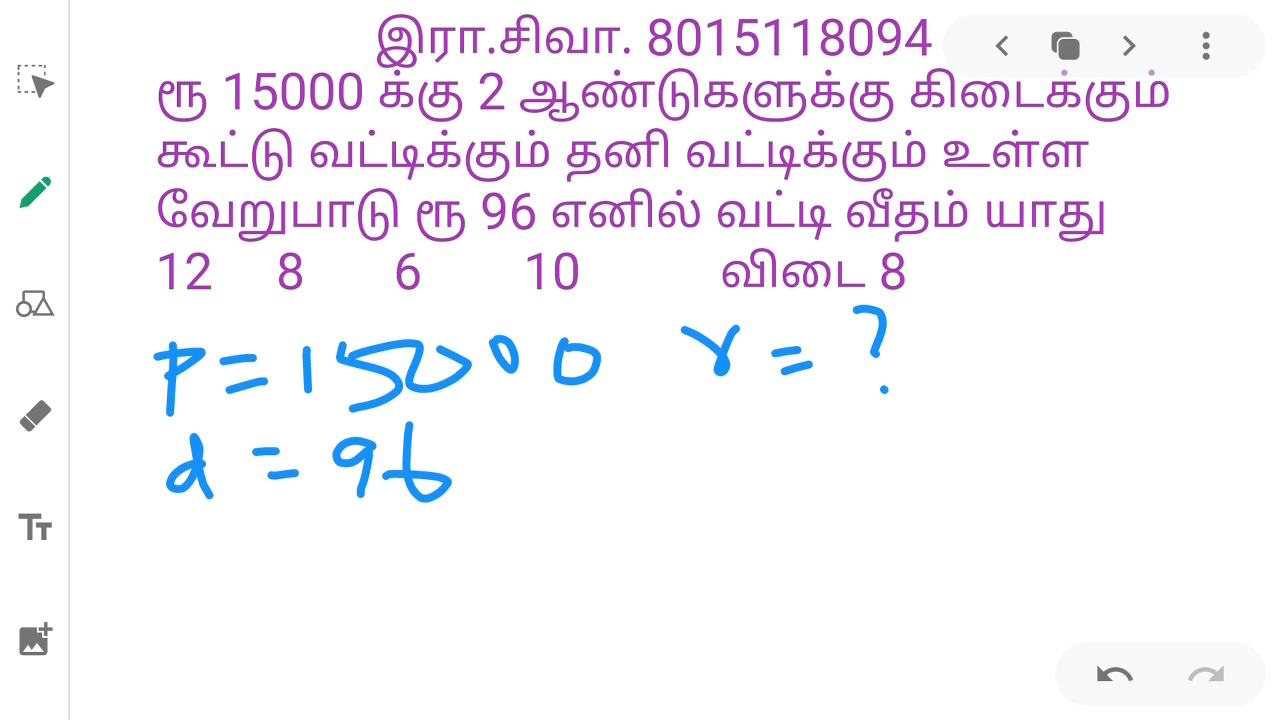 இரா.சிவா. 8015118094
ரூ 15000 க்கு 2 ஆண்டுகளுக்கு கிடைக்கும்
கூட்டு வட்டிக்கும் தனி வட்டிக்கும் உள்ள
வேறுபாடு ரூ 96 எனில் வட்டி வீதம் யாது
12 8 6 10 விடை 8
P = 15000 r = ?
d = 96
Tт